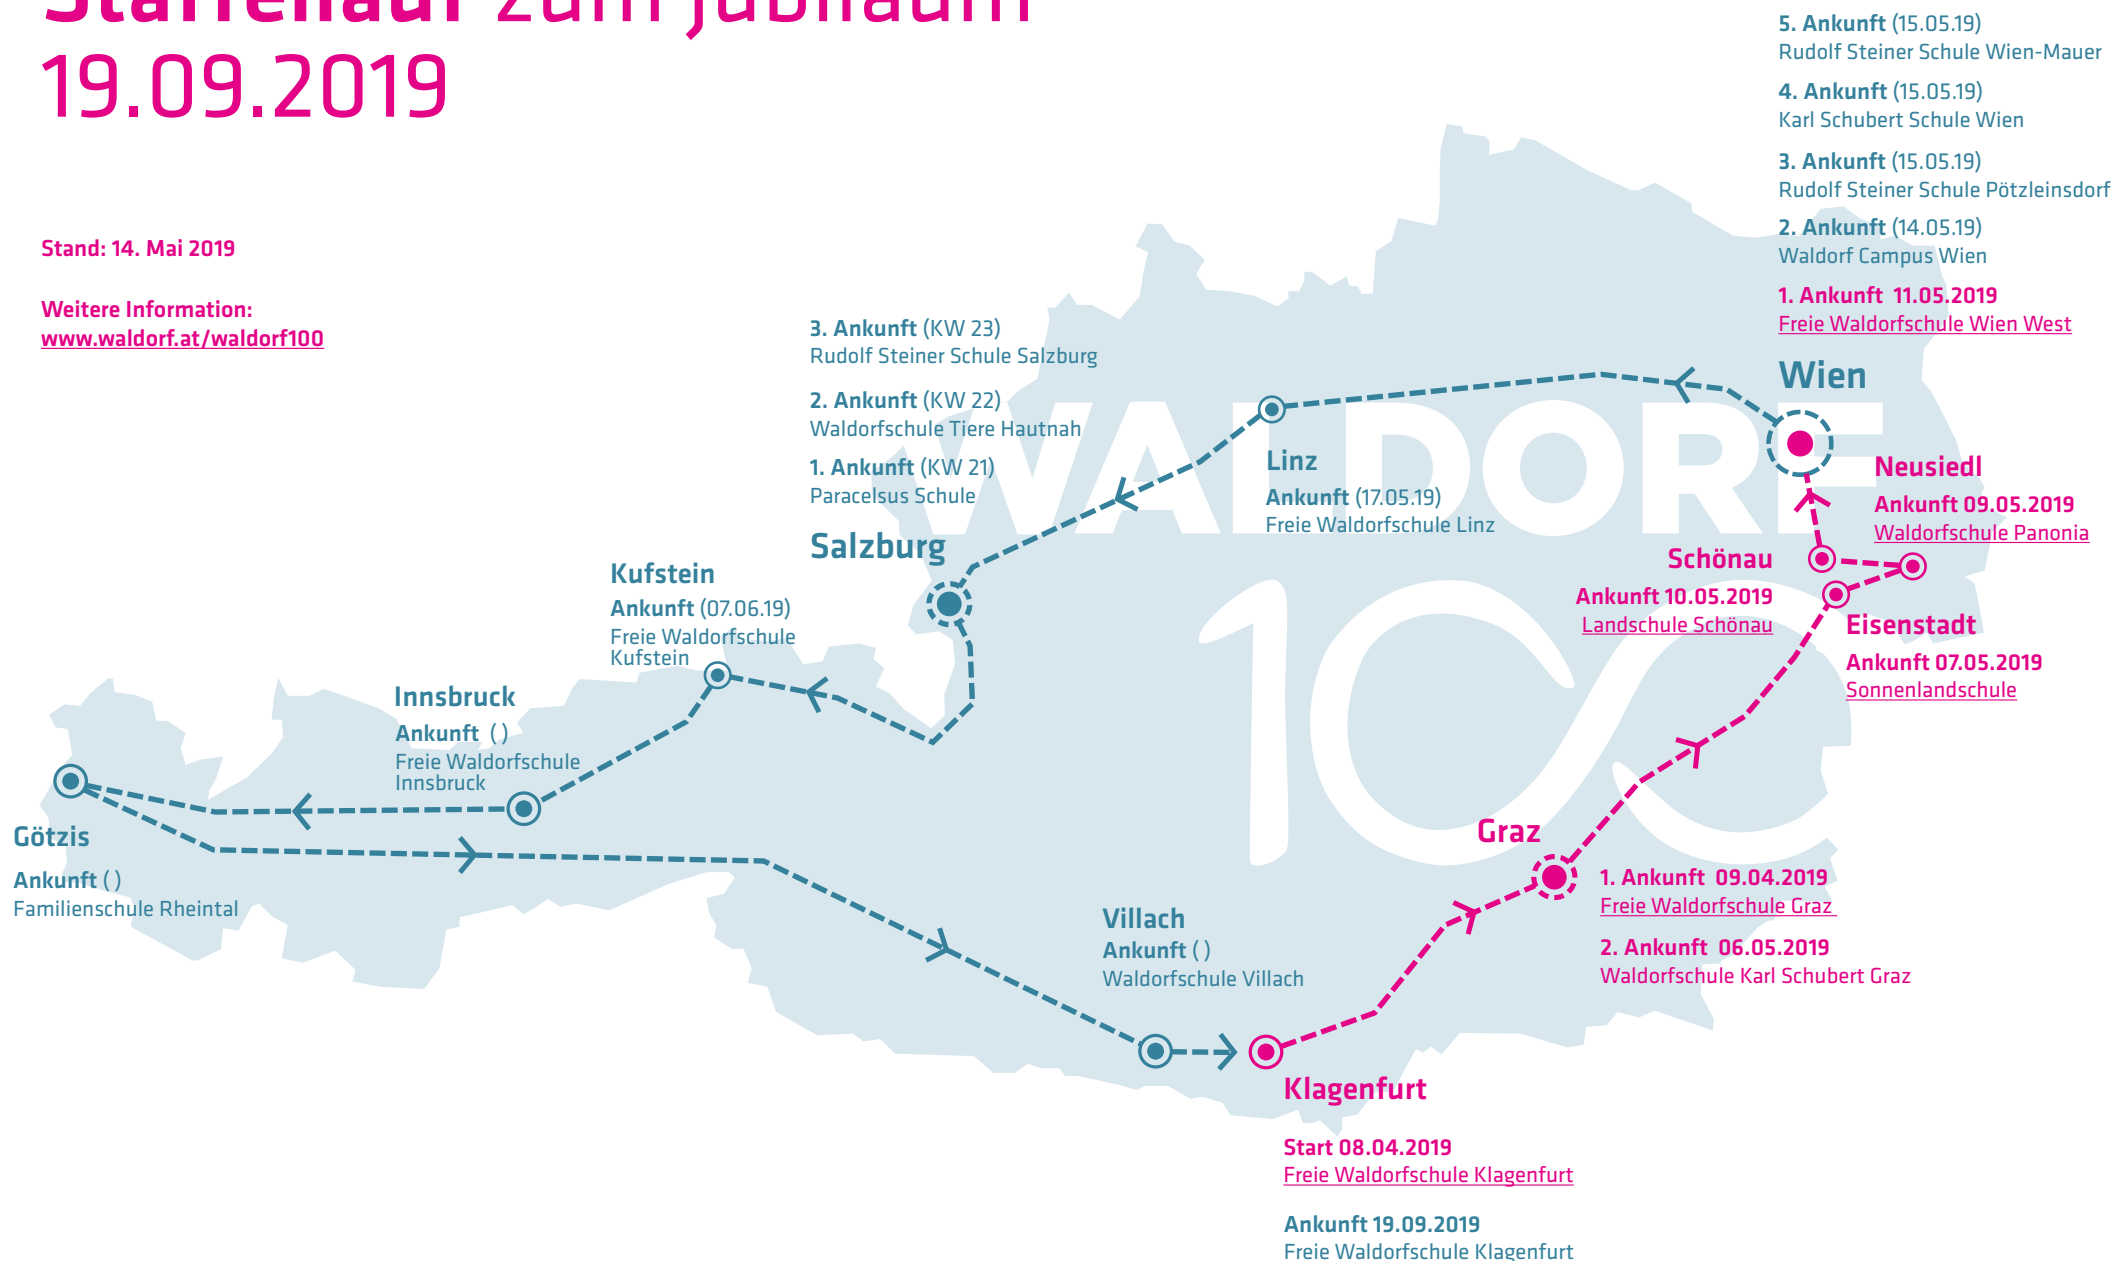 Staffellauf zum Jubiläum
19.09.2019
Stand: 14. Mai 2019
Weitere Information:
www.waldorf.at/waldorf100
5. Ankunft (15.05.19)
Rudolf Steiner Schule Wien-Mauer
4. Ankunft (15.05.19)
Karl Schubert Schule Wien
3. Ankunft (15.05.19)
Rudolf Steiner Schule Pötzleinsdorf
2. Ankunft (14.05.19)
Waldorf Campus Wien
1. Ankunft 11.05.2019
Freie Waldorfschule Wien West
Wien
3. Ankunft (KW 23)
Rudolf Steiner Schule Salzburg
2. Ankunft (KW 22)
Waldorfschule Tiere Hautnah
1. Ankunft (KW 21)
Paracelsus Schule
Salzburg
WALDORF
100
Linz
Ankunft (17.05.19)
Freie Waldorfschule Linz
Neusiedl
Ankunft 09.05.2019
Waldorfschule Panonia
Schönau
Ankunft 10.05.2019
Landschule Schönau
Eisenstadt
Ankunft 07.05.2019
Sonnenlandschule
Kufstein
Ankunft (07.06.19)
Freie Waldorfschule
Kufstein
Innsbruck
Ankunft ( )
Freie Waldorfschule
Innsbruck
Götzis
Ankunft ( )
Familienschule Rheintal
Graz
1. Ankunft 09.04.2019
Freie Waldorfschule Graz
2. Ankunft 06.05.2019
Waldorfschule Karl Schubert Graz
Villach
Ankunft ( )
Waldorfschule Villach
Klagenfurt
Start 08.04.2019
Freie Waldorfschule Klagenfurt
Ankunft 19.09.2019
Freie Waldorfschule Klagenfurt